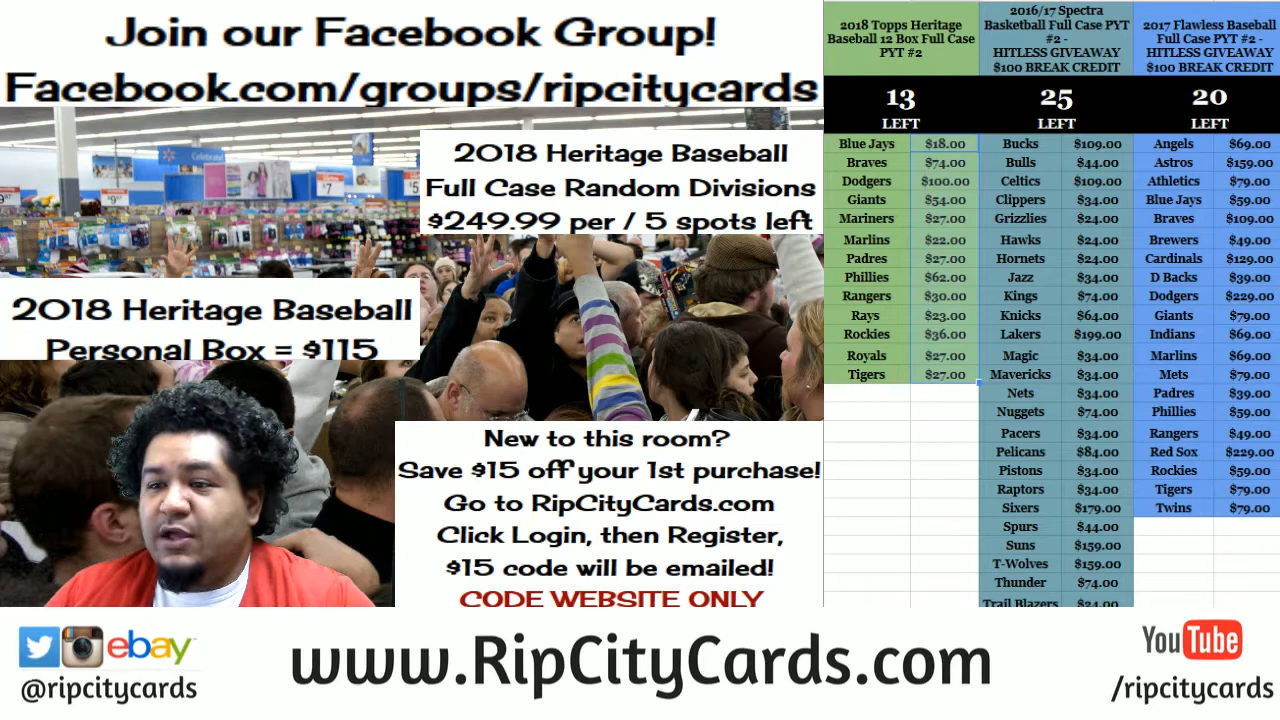 Join our Facebook Group!
Facebook.com/groups/ripcitycards
Celebrate
$7
$5
2018 Heritage Baseball
Full Case Random Divisions
$249.99 per / 5 spots left
2018 Heritage Baseball
Personal Box = $115
New to this room?
Save $15 off your 1st purchase!
Go to RipCityCards.com
Click Login, then Register,
$15 code will be emailed!
CODE WEBSITE ONLY
2018 Topps Heritage
Baseball 12 Box Full Case
PYT #2
13
LEFT
Blue Jays $18.00
Braves $74.00
Dodgers $100.00
Giants $54.00
Mariners $27.00
Marlins $22.00
Padres $27.00
Phillies $62.00
Rangers $30.00
Rays $23.00
Rockies $36.00
Royals $27.00
Tigers $27.00
2016/17 Spectra
Basketball Full Case PYT
#2 -
HITLESS GIVEAWAY
$100 BREAK CREDIT
25
LEFT
Bucks $109.00
Bulls $44.00
Celtics $109.00
Clippers $34.00
Grizzlies $24.00
Hawks $24.00
Hornets $24.00
Jazz $34.00
Kings $74.00
Knicks $64.00
Lakers $199.00
Magic $34.00
Mavericks $34.00
Nets $34.00
Nuggets $74.00
Pacers $34.00
Pelicans $84.00
Pistons $34.00
Raptors $34.00
Sixers $179.00
Spurs $44.00
Suns $159.00
T-Wolves $159.00
Thunder $74.00
Trail Blazers $24.00
2017 Flawless Baseball
Full Case PYT #2 -
HITLESS GIVEAWAY
$100 BREAK CREDIT
20
LEFT
Angels $69.00
Astros $159.00
Athletics $79.00
Blue Jays $59.00
Braves $109.00
Brewers $49.00
Cardinals $129.00
D Backs $39.00
Dodgers $229.00
Giants $79.00
Indians $69.00
Marlins $69.00
Mets $79.00
Padres $39.00
Phillies $59.00
Rangers $49.00
Red Sox $229.00
Rockies $59.00
Tigers $79.00
Twins $79.00
ebay
@ripcitycards
www.RipCityCards.com
YouTube
/ripcitycards